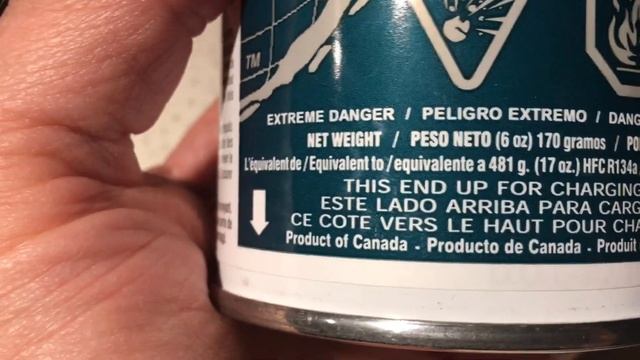 TM
EXTREME DANGER / PELIGRO EXTREMO /
NET WEIGHT / PESO NETO (6 oz) 170 gramos /
L'équivalent de / Equivalent to / equivalente a 481 g. (17 oz.) HFC R134a
THIS END UP FOR CHARGING
ESTE LADO ARRIBA PARA CARG
CE COTE VERS LE HAUT POUR CHA
Product of Canada - Producto de Canada - Produit